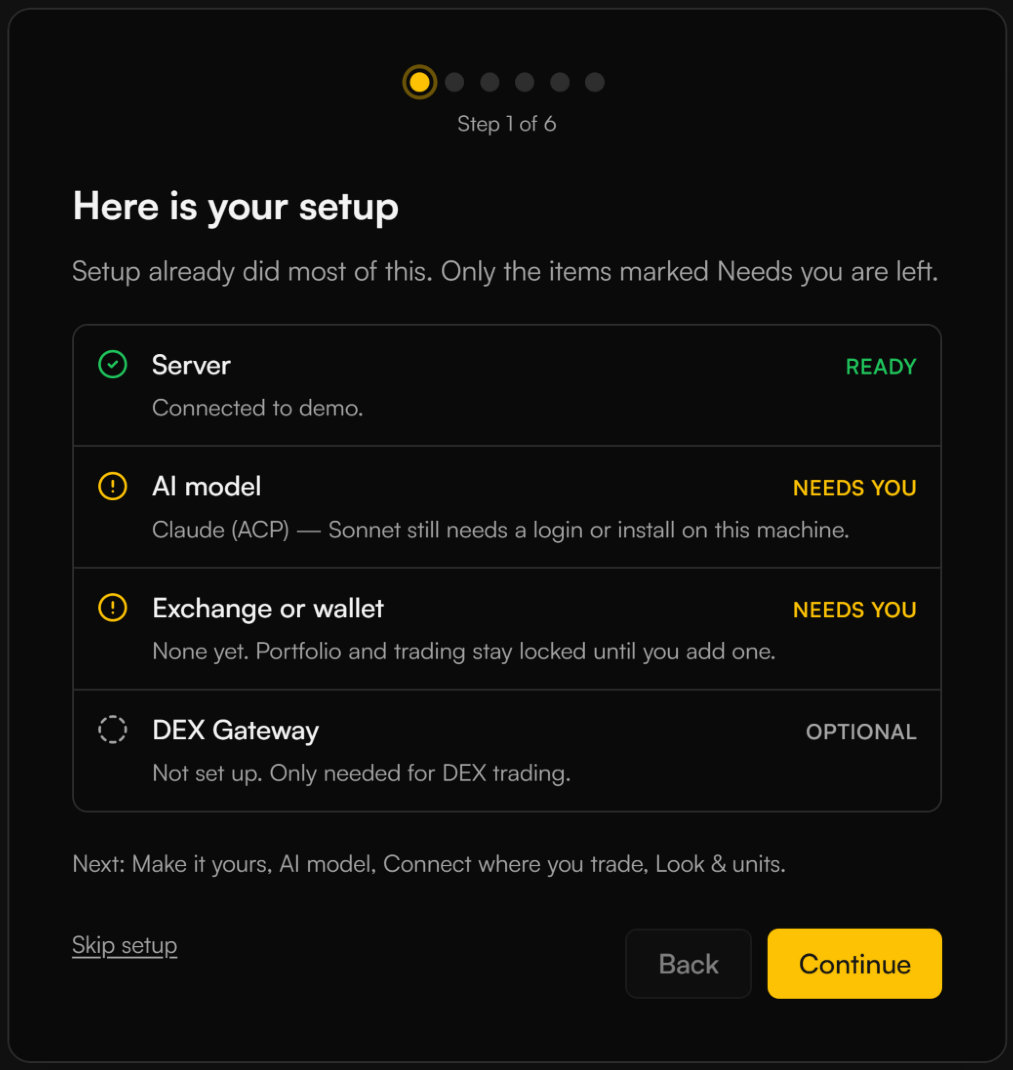 Step 1 of 6
Here is your setup
Setup already did most of this. Only the items marked Needs you are left.
Server
READY
Connected to demo.
AI model
NEEDS YOU
Claude (ACP) — Sonnet still needs a login or install on this machine.
Exchange or wallet
NEEDS YOU
None yet. Portfolio and trading stay locked until you add one.
DEX Gateway
OPTIONAL
Not set up. Only needed for DEX trading.
Next: Make it yours, AI model, Connect where you trade, Look & units.
Skip setup
Back
Continue